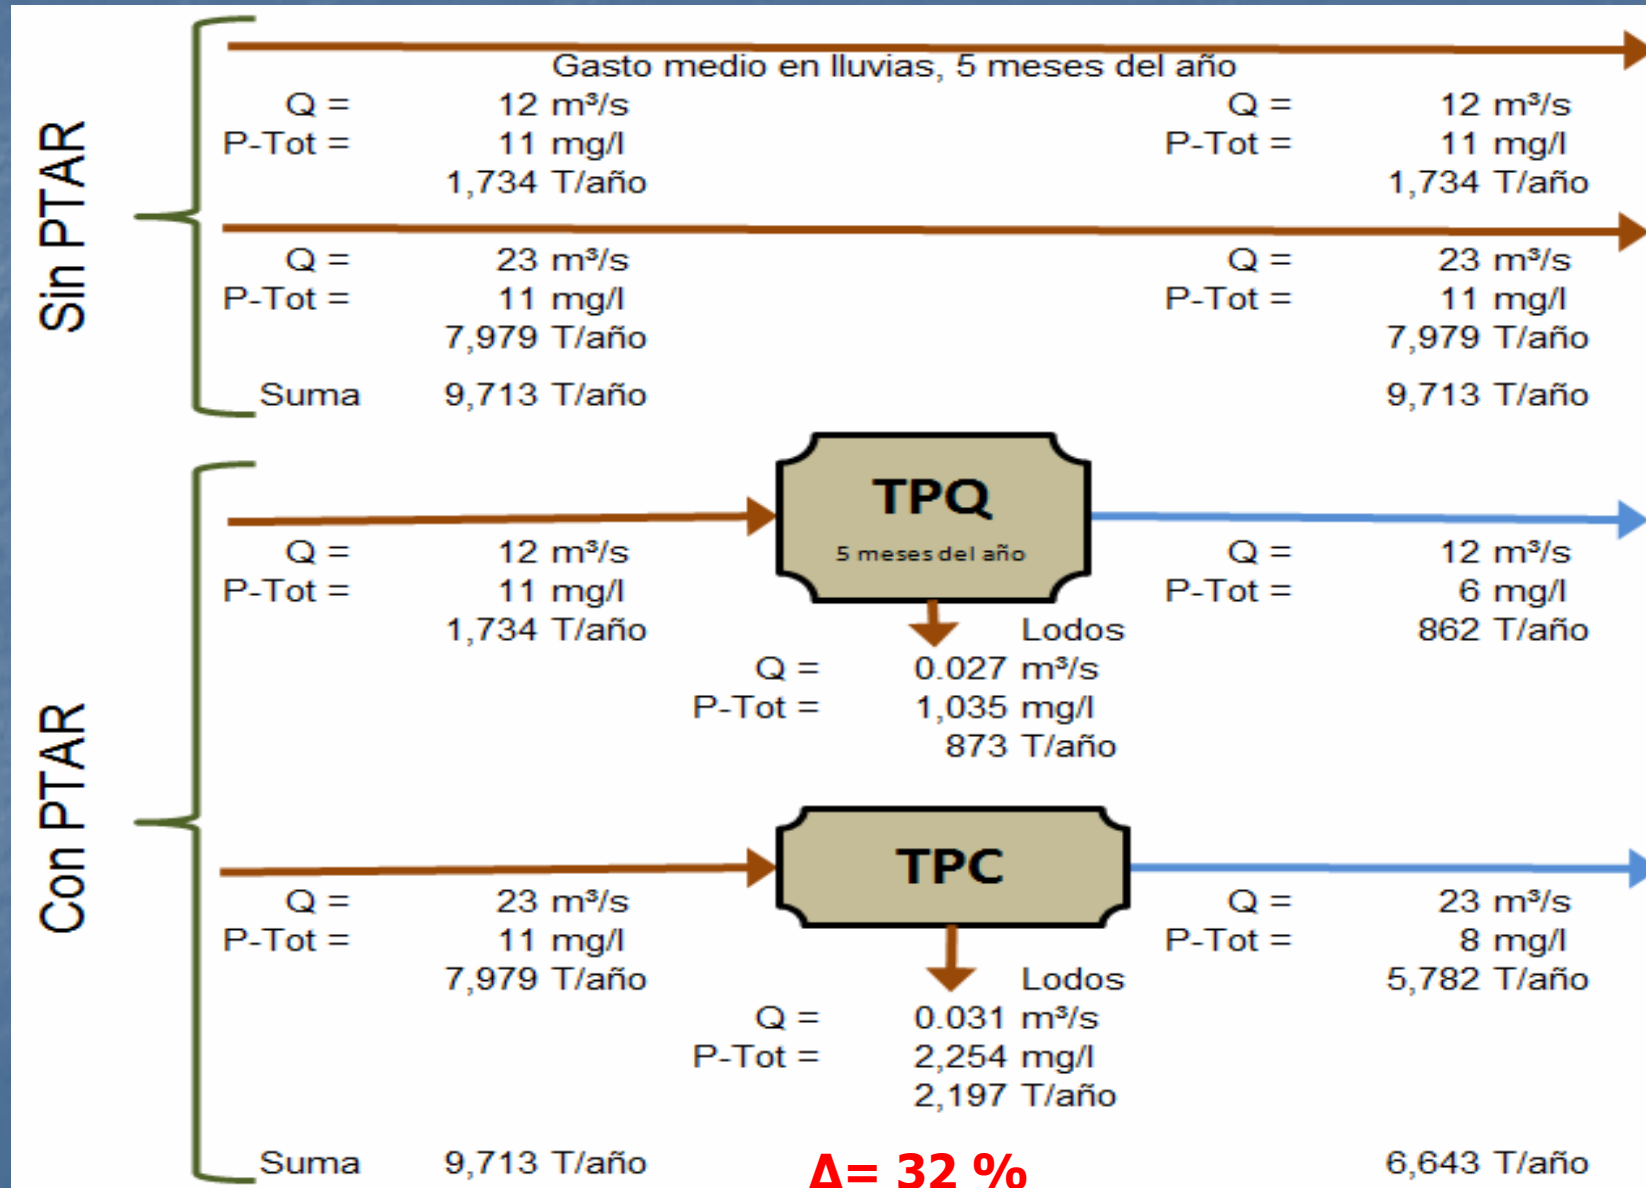 Sin PTAR
Gasto medio en lluvias, 5 meses del año
Q = 12 m³/s Q = 12 m³/s
P-Tot = 11 mg/l P-Tot = 11 mg/l
1,734 T/año 1,734 T/año
Q = 23 m³/s Q = 23 m³/s
P-Tot = 11 mg/l P-Tot = 11 mg/l
7,979 T/año 7,979 T/año
Suma 9,713 T/año 9,713 T/año
Con PTAR
TPQ
5 meses del año
Q = 12 m³/s Q = 12 m³/s
P-Tot = 11 mg/l P-Tot = 6 mg/l
1,734 T/año Lodos 862 T/año
Q = 0.027 m³/s
P-Tot = 1,035 mg/l
873 T/año
TPC
Q = 23 m³/s Q = 23 m³/s
P-Tot = 11 mg/l P-Tot = 8 mg/l
7,979 T/año Lodos 5,782 T/año
Q = 0.031 m³/s
P-Tot = 2,254 mg/l
2,197 T/año
Suma 9,713 T/año Δ= 32 % 6,643 T/año